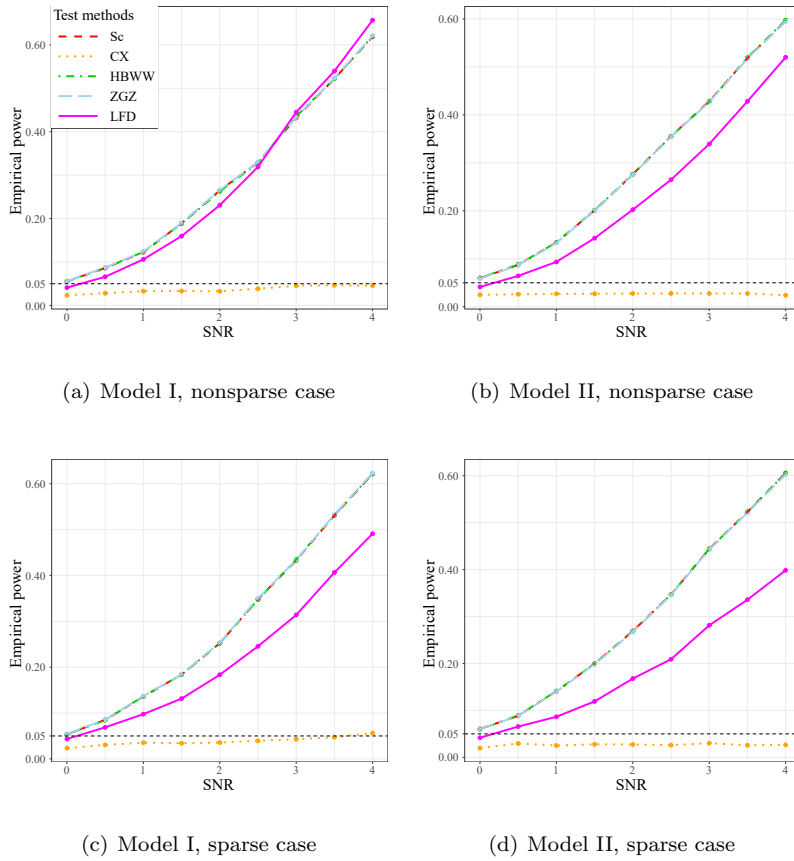 Test methods
Sc
CX
HBWW
ZGZ
LFD
Empirical power
0.60
0.40
0.20
0.05
0.00
0 1 2 3 4
SNR
(a) Model I, nonsparse case
Empirical power
0.60
0.40
0.20
0.05
0.00
0 1 2 3 4
SNR
(b) Model II, nonsparse case
Empirical power
0.60
0.40
0.20
0.05
0.00
0 1 2 3 4
SNR
(c) Model I, sparse case
Empirical power
0.60
0.40
0.20
0.05
0.00
0 1 2 3 4
SNR
(d) Model II, sparse case